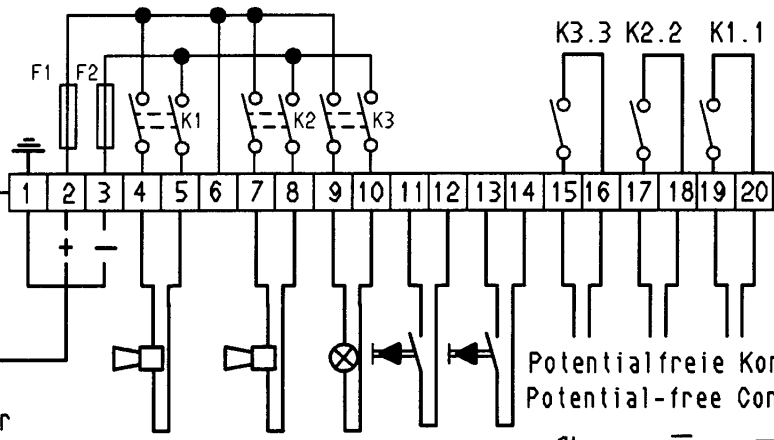 K3.3 K2.2 K1.1
F1 F2
K1 K2 K3
1 2 3 4 5 6 7 8 9 10 11 12 13 14 15 16 17 18 19 20
+ −
Potentialfreie Kon
Potential-free Con
r